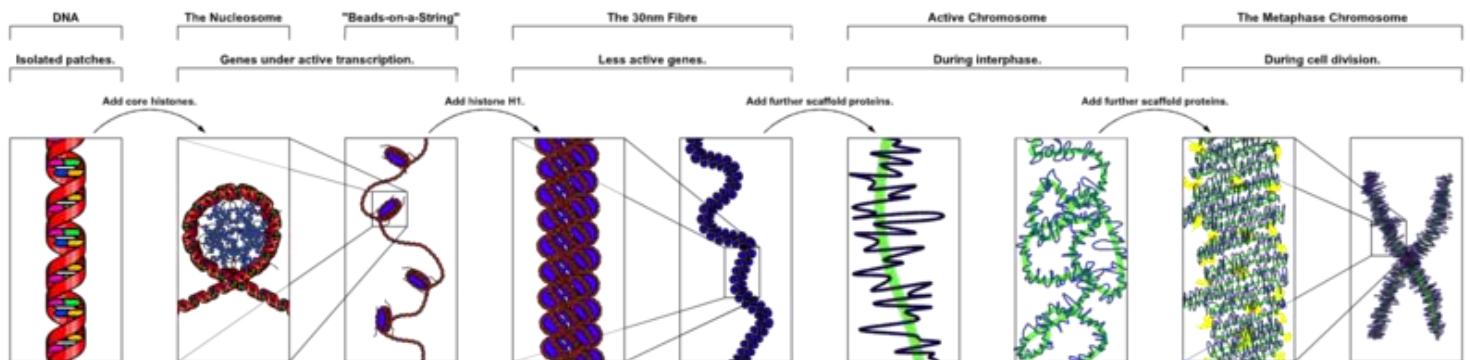 DNA
The Nucleosome
"Beads-on-a-String"
The 30nm Fibre
Active Chromosome
The Metaphase Chromosome
Isolated patches.
Genes under active transcription.
Less active genes.
During interphase.
During cell division.
Add core histones.
Add histone H1.
Add further scaffold proteins.
Add further scaffold proteins.